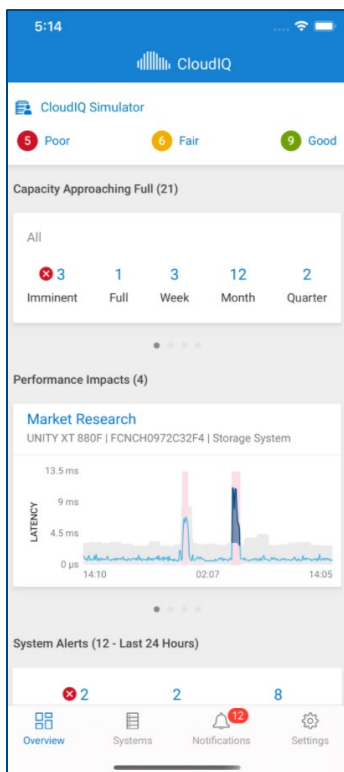 5:14
CloudIQ
CloudIQ Simulator
5 Poor 6 Fair 9 Good
Capacity Approaching Full (21)
All
3 1 3 12 2
Imminent Full Week Month Quarter
Performance Impacts (4)
Market Research
UNITY XT 880F | FCNCH0972C32F4 | Storage System
13.5 ms
9 ms
4.5 ms
0 µs
LATENCY
14:10 02:07 14:05
System Alerts (12 - Last 24 Hours)
2 2 8
12
Overview Systems Notifications Settings